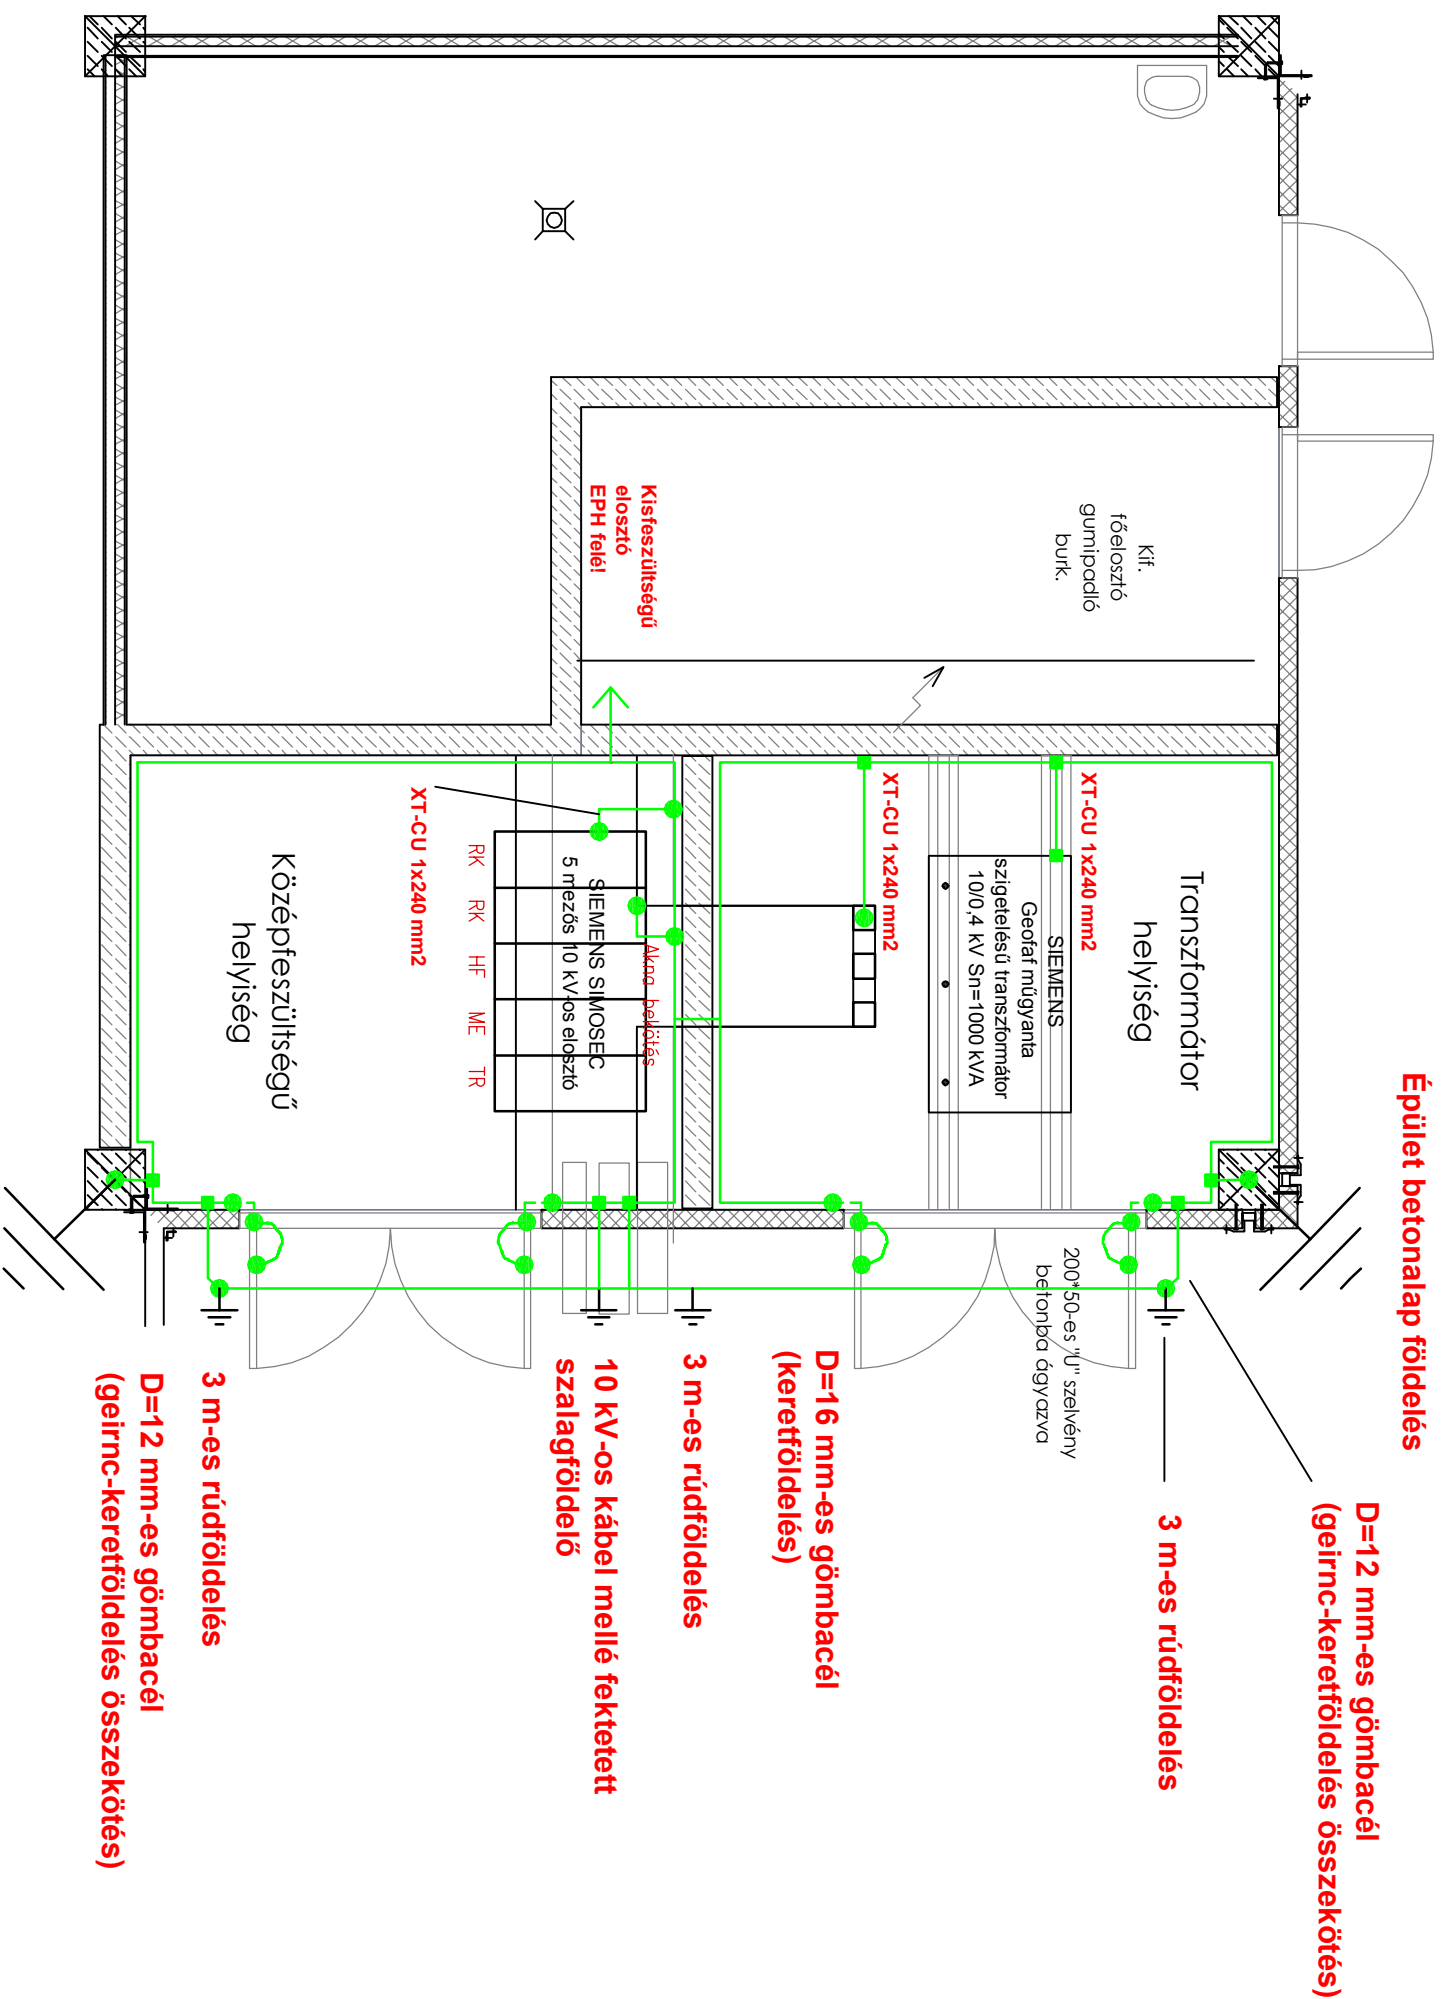 Épület betonalap földelés
D=12 mm-es gömbacél
(geirnc-keretföldelés összekötés)
3 m-es rúdföldelés
Transzformátor
helyiség
XT-CU 1x240 mm2
SIEMENS
Geofaf műgyanta
szigetelésű transzformátor
10/0,4 kV Sn=1000 kVA
200*50-es "U" szelvény
betonba ágyazva
Kif.
főelosztó
gumipadló
burk.
XT-CU 1x240 mm2
D=16 mm-es gömbacél
(keretföldelés)
3 m-es rúdföldelés
Kisfeszültségű
elosztó
EPH felé!
Akna bekötés
SIEMENS SIMOSEC
5 mezős 10 kV-os elosztó
10 kV-os kábel mellé fektetett
szalagföldelő
RK RK HF ME TR
XT-CU 1x240 mm2
Középfeszültségű
helyiség
3 m-es rúdföldelés
D=12 mm-es gömbacél
(geirnc-keretföldelés összekötés)